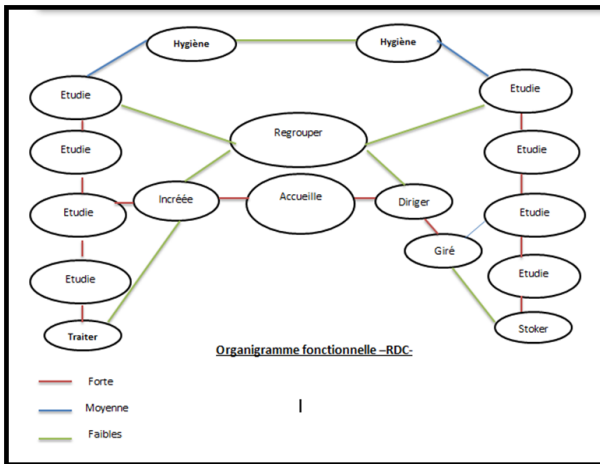 Hygiène
Hygiène
Etudie
Etudie
Regrouper
Etudie
Etudie
Incréée
Accueille
Diriger
Etudie
Etudie
Giré
Etudie
Etudie
Traiter
Stoker
Organigramme fonctionnelle –RDC-
Forte
Moyenne
Faibles